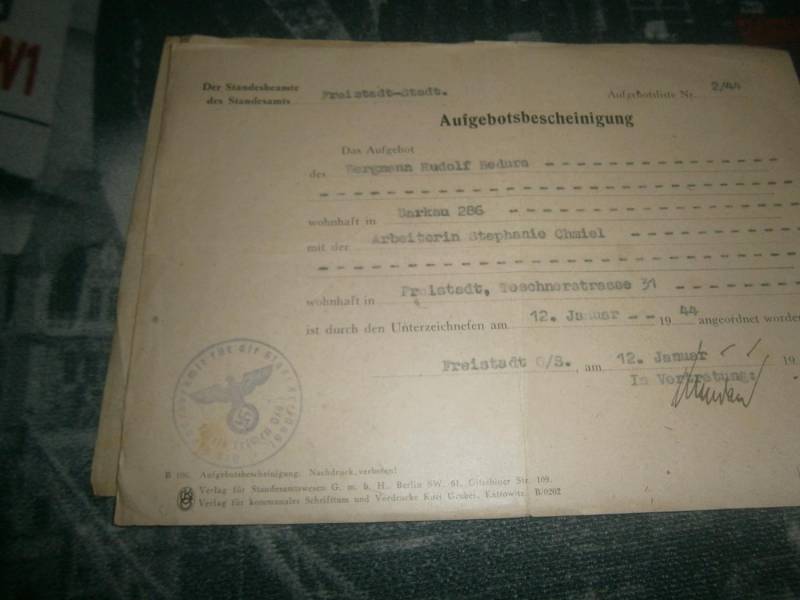 W1
Der Standesbeamte
des Standesamts Freistadt-Stadt. Aufgebotsliste Nr. 2/44
Aufgebotsbescheinigung
Das Aufgebot
des Bergmann Rudolf Bedura
wohnhaft in Darkau 286
mit der Arbeiterin Stephanie Chmiel
wohnhaft in Freistadt, Teschnerstrasse 31
ist durch den Unterzeichneten am 12. Januar 1944 angeordnet worden
Freistadt O/S., am 12. Januar 19
In Vertretung:
B 106. Aufgebotsbescheinigung. Nachdruck verboten!
Verlag für Standesamtswesen G. m. b. H., Berlin SW. 61, Gitschiner Str. 109.
Verlag für kommunales Schrifttum und Vordrucke Kattowitz. B/0202